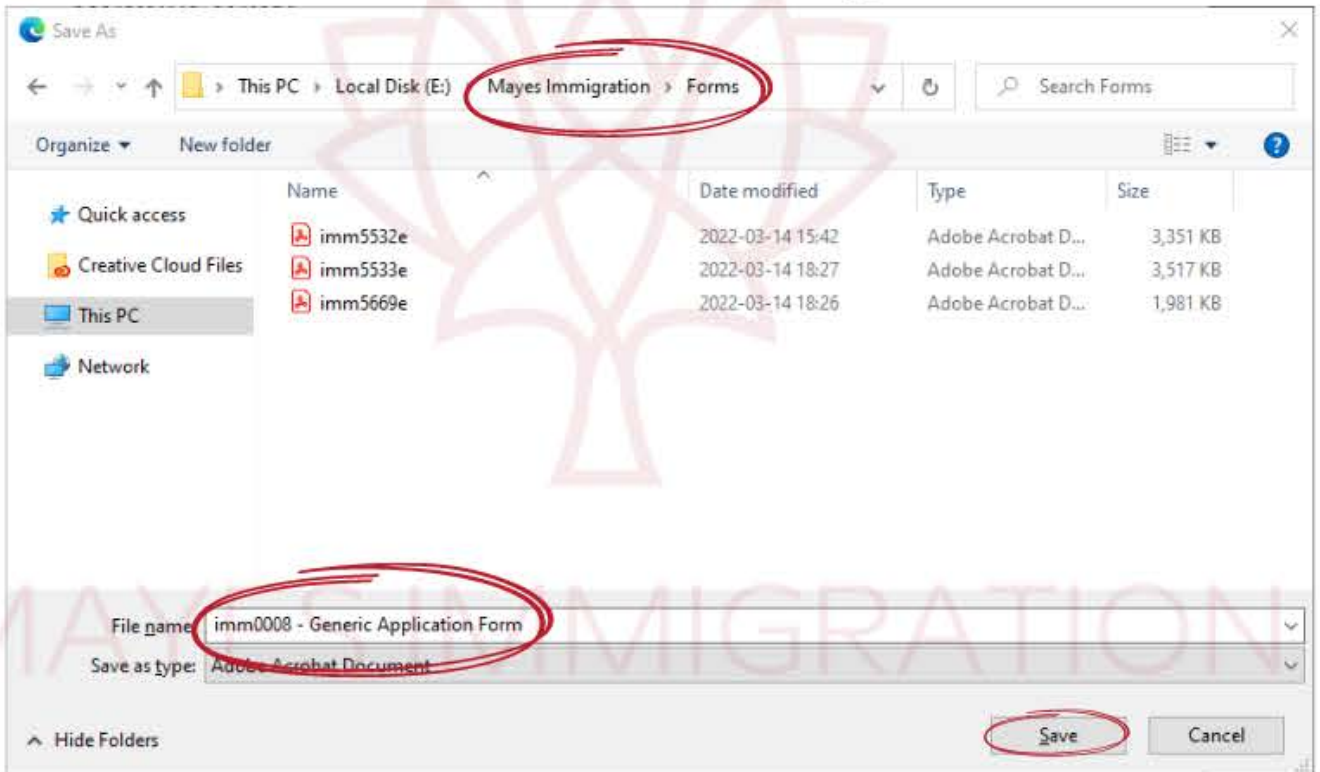 Save As
This PC > Local Disk (E:) Mayes Immigration > Forms Search Forms
Organize New folder
Name Date modified Type Size
Quick access
imm5532e 2022-03-14 15:42 Adobe Acrobat D... 3,351 KB
Creative Cloud Files
imm5533e 2022-03-14 18:27 Adobe Acrobat D... 3,517 KB
This PC
imm5669e 2022-03-14 18:26 Adobe Acrobat D... 1,981 KB
Network
MAYES IMMIGRATION
File name: imm0008 - Generic Application Form
Save as type: Adobe Acrobat Document
Hide Folders Save Cancel